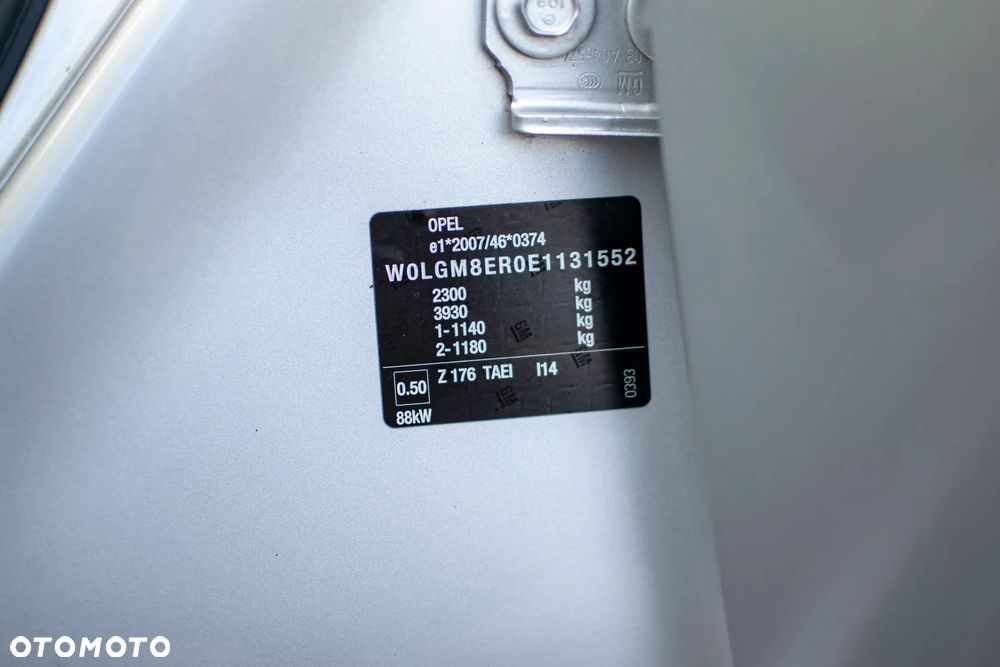 OPEL
e1*2007/46*0374
W0LGM8ER0E1131552
2300 kg
3930 kg
1-1140 kg
2-1180 kg
0.50 Z 176 TAEI I14
88kW
0393
GM
OTOMOTO